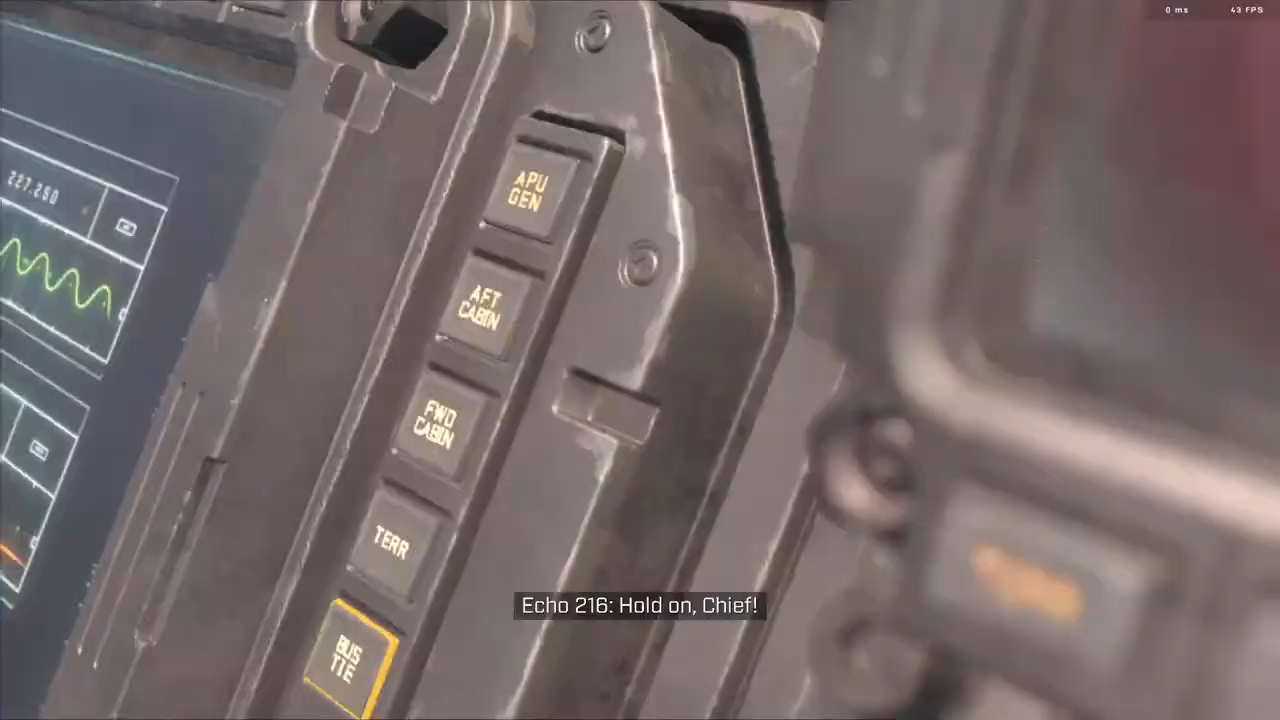 0 ms 43 FPS
227.250
APU
GEN
AFT
CABIN
FWD
CABIN
TERR
BUS
TIE
Echo 216: Hold on, Chief!